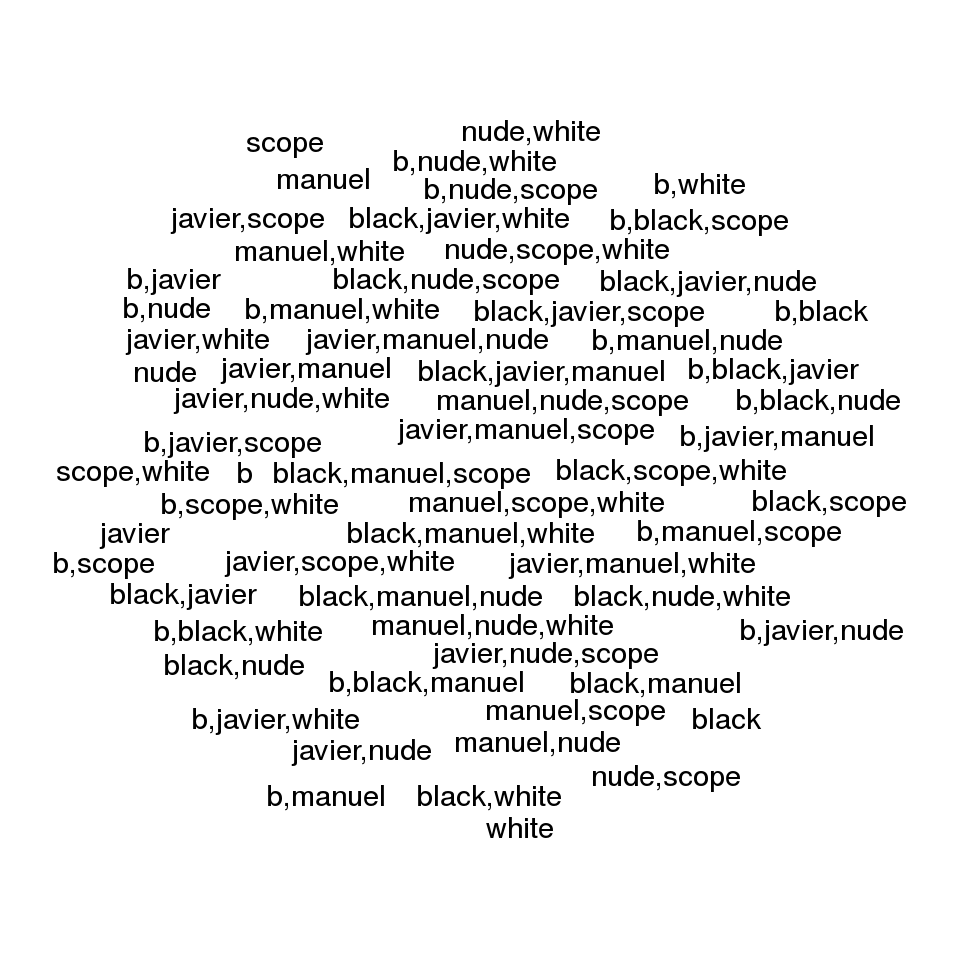 nude,white
scope
b,nude,white
manuel
b,nude,scope
b,white
javier,scope
black,javier,white
b,black,scope
manuel,white
nude,scope,white
b,javier
black,nude,scope
black,javier,nude
b,nude
b,manuel,white
black,javier,scope
b,black
javier,white
javier,manuel,nude
b,manuel,nude
nude
javier,manuel
black,javier,manuel
b,black,javier
javier,nude,white
manuel,nude,scope
b,black,nude
javier,manuel,scope
b,javier,manuel
b,javier,scope
scope,white
b
black,manuel,scope
black,scope,white
b,scope,white
manuel,scope,white
black,scope
javier
black,manuel,white
b,manuel,scope
b,scope
javier,scope,white
javier,manuel,white
black,javier
black,manuel,nude
black,nude,white
b,black,white
manuel,nude,white
b,javier,nude
javier,nude,scope
black,nude
b,black,manuel
black,manuel
b,javier,white
manuel,scope
black
javier,nude
manuel,nude
nude,scope
b,manuel
black,white
white